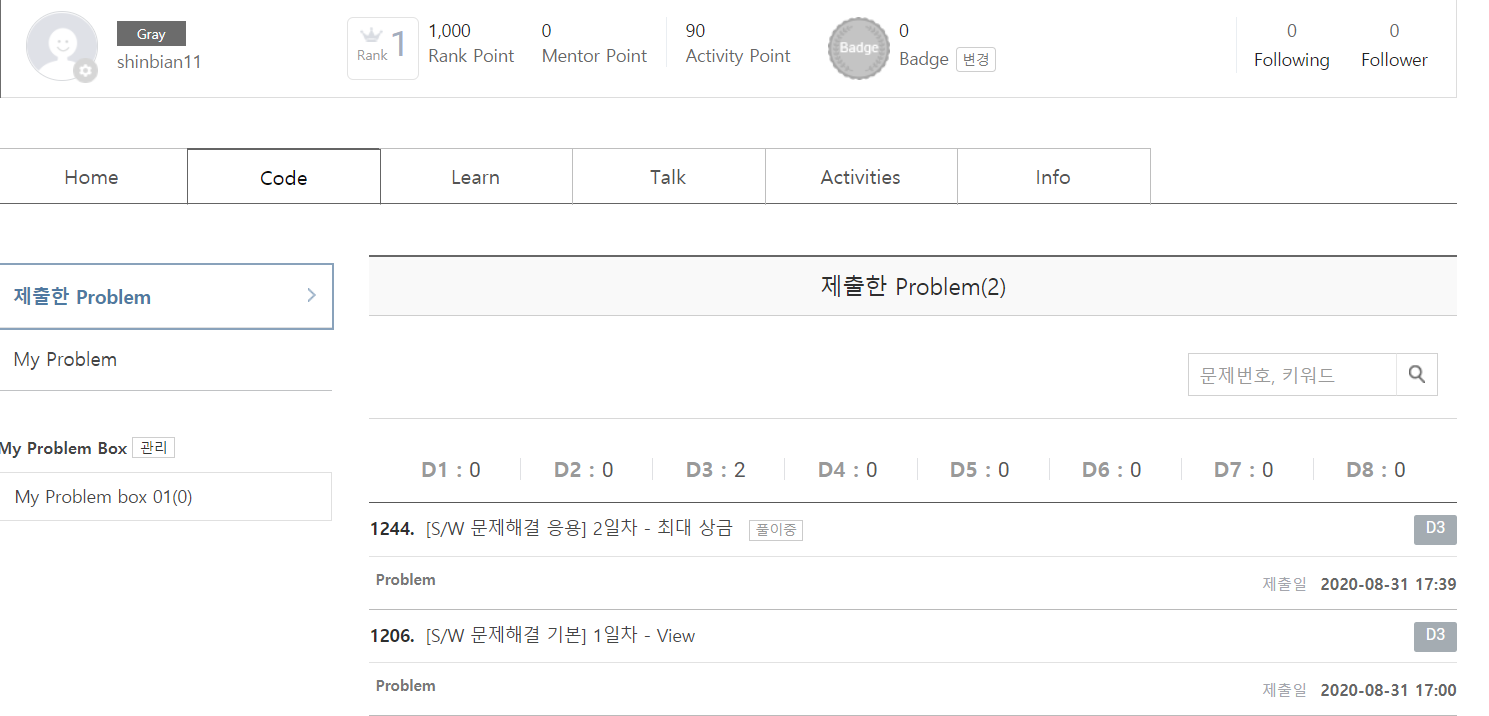 Gray
shinbian11
Rank 1
1,000
Rank Point
0
Mentor Point
90
Activity Point
Badge
0
Badge 변경
0
Following
0
Follower
Home Code Learn Talk Activities Info
제출한 Problem
My Problem
My Problem Box 관리
My Problem box 01(0)
제출한 Problem(2)
문제번호, 키워드
D1 : 0 D2 : 0 D3 : 2 D4 : 0 D5 : 0 D6 : 0 D7 : 0 D8 : 0
1244. [S/W 문제해결 응용] 2일차 - 최대 상금 풀이중 D3
Problem 제출일 2020-08-31 17:39
1206. [S/W 문제해결 기본] 1일차 - View D3
Problem 제출일 2020-08-31 17:00